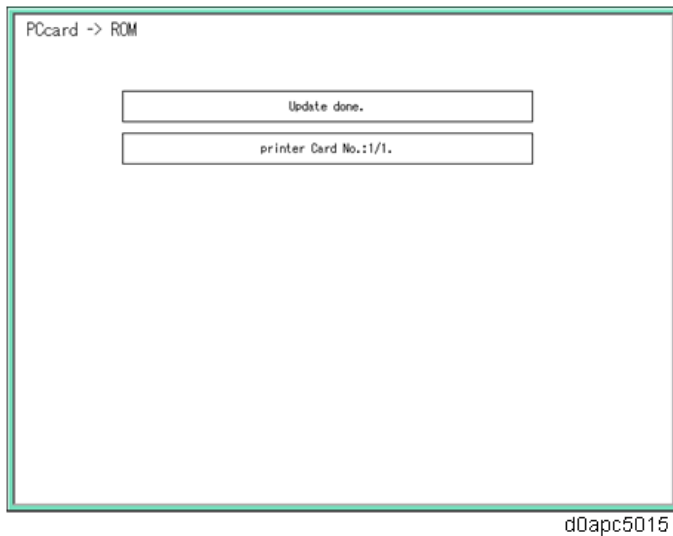 PCcard -> ROM
Update done.
printer Card No.:1/1.
d0apc5015